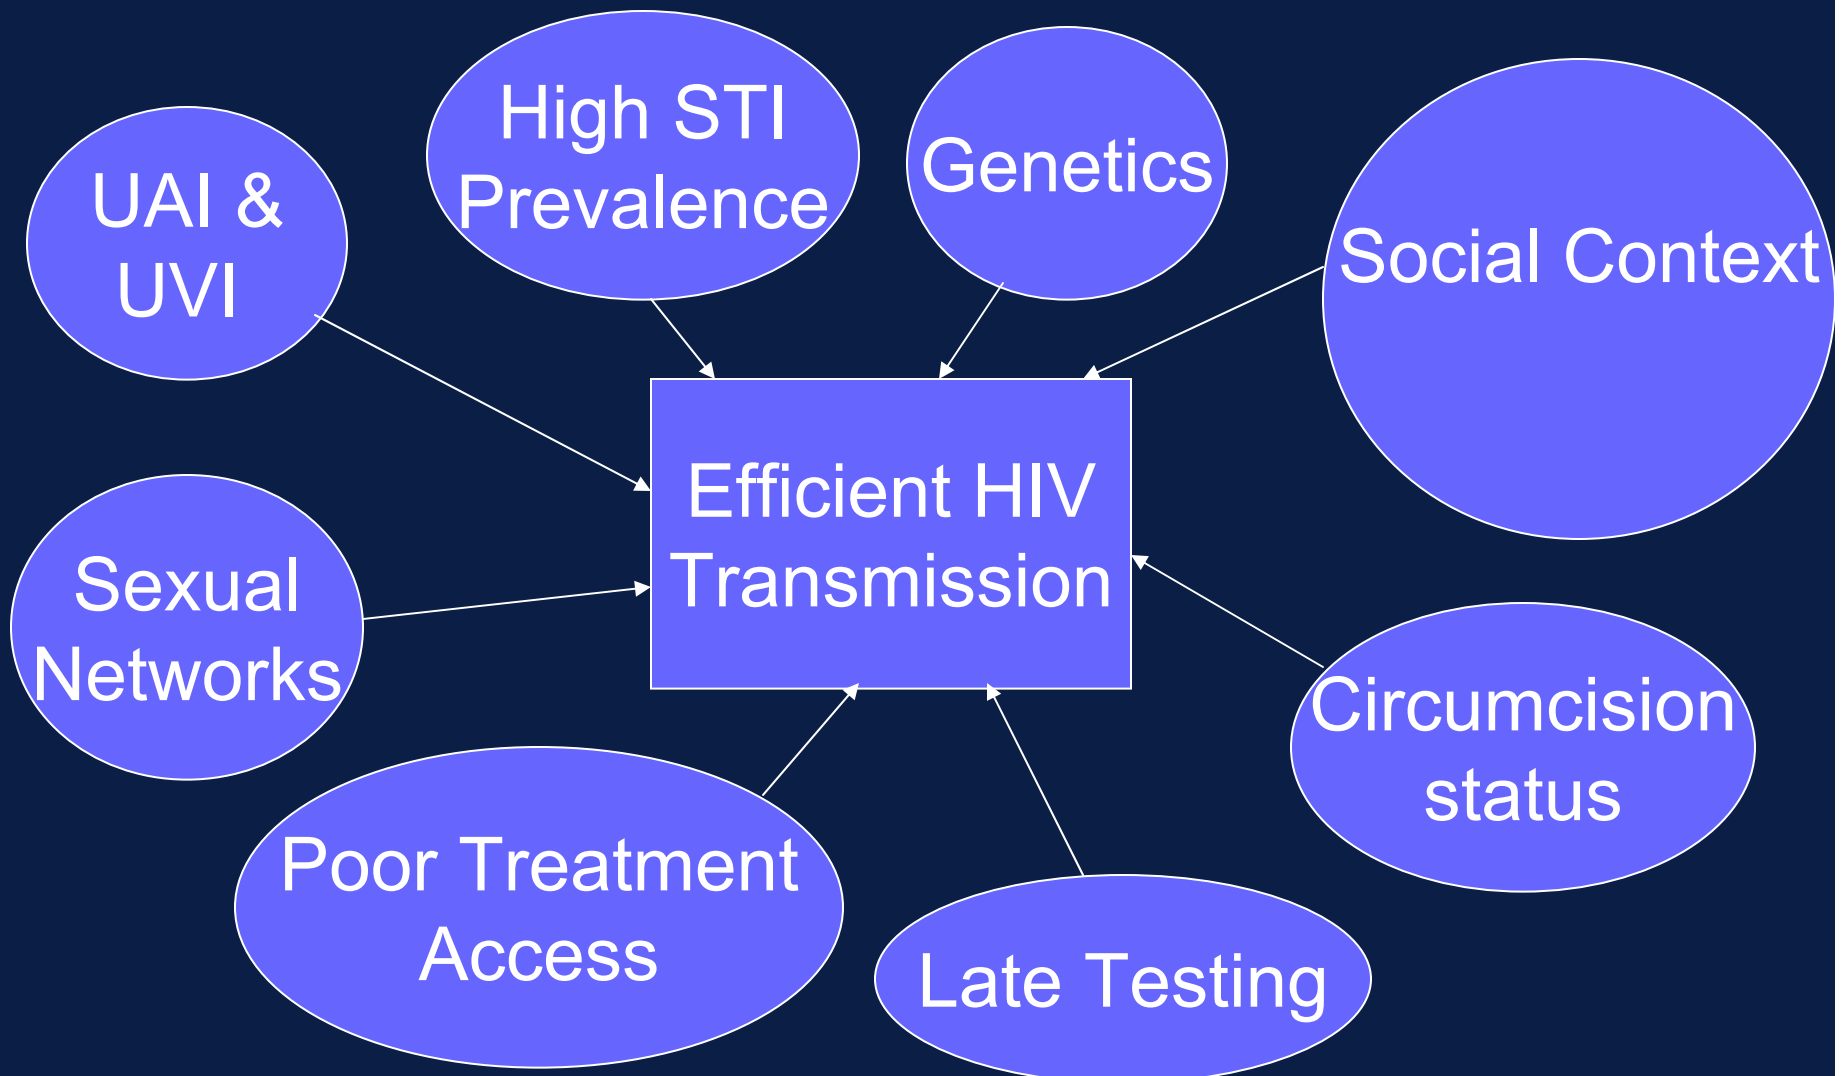 High STI
Prevalence
Genetics
UAI &
UVI
Social Context
Efficient HIV
Transmission
Sexual
Networks
Circumcision
status
Poor Treatment
Access
Late Testing